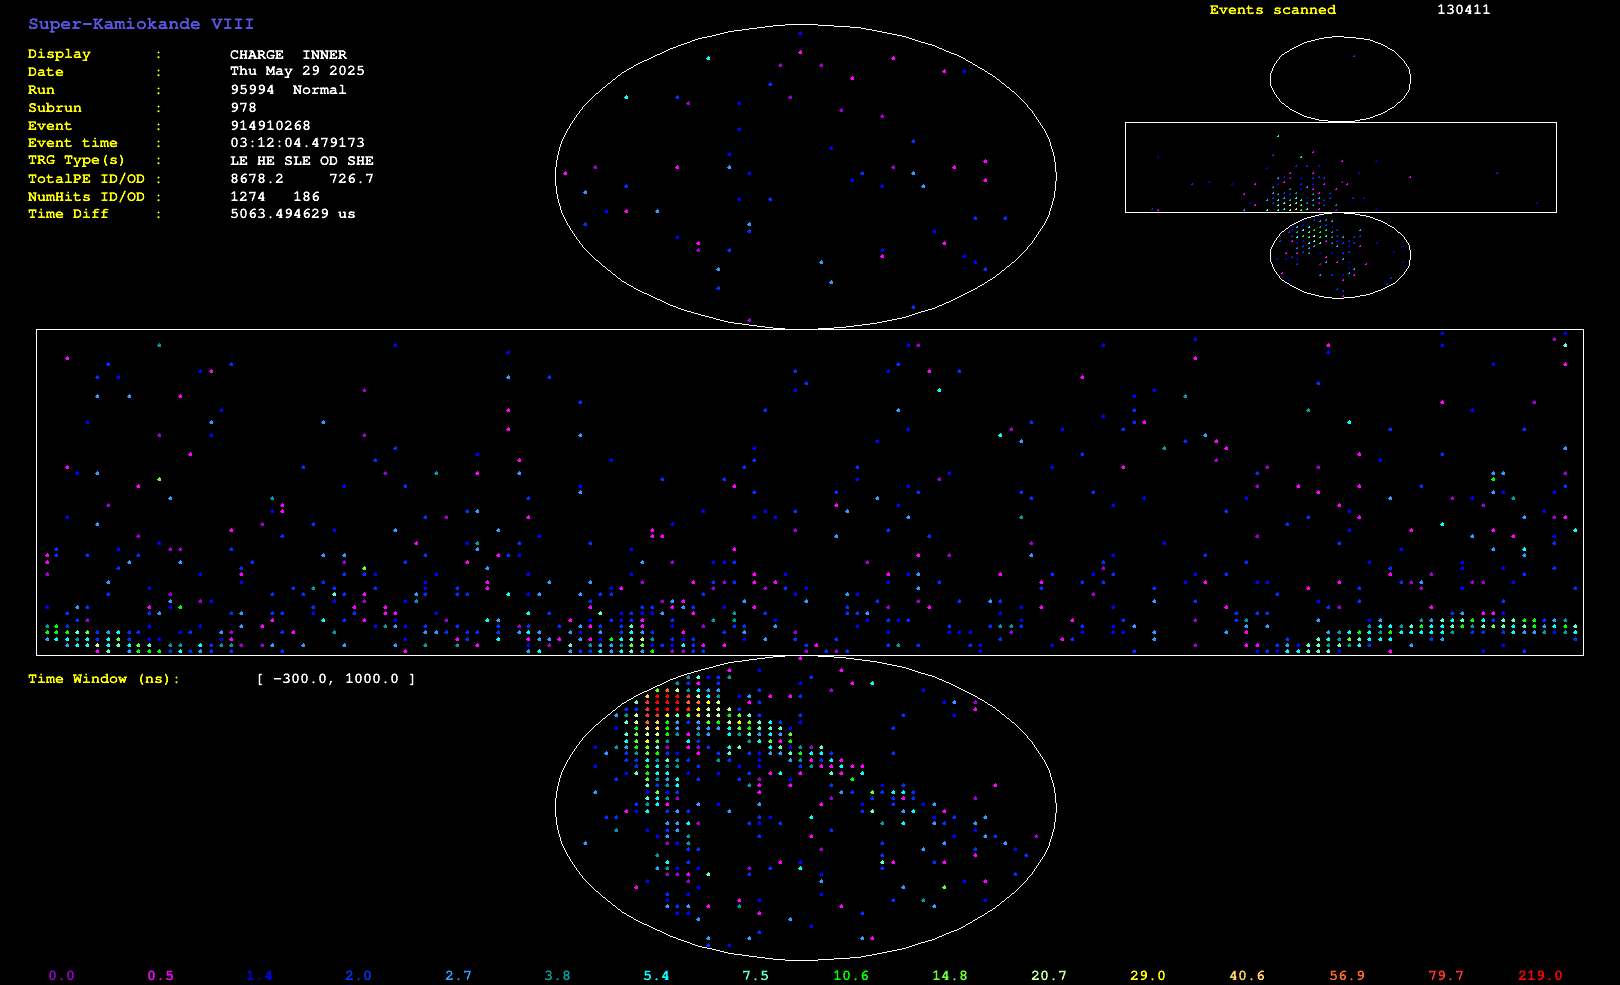 Super-Kamiokande VIII
Events scanned 130411
Display : CHARGE INNER
Date : Thu May 29 2025
Run : 95994 Normal
Subrun : 978
Event : 914910268
Event time : 03:12:04.479173
TRG Type(s) : LE HE SLE OD SHE
TotalPE ID/OD : 8678.2 726.7
NumHits ID/OD : 1274 186
Time Diff : 5063.494629 us
Time Window (ns): [ -300.0, 1000.0 ]
0.0 0.5 1.4 2.0 2.7 3.8 5.4 7.5 10.6 14.8 20.7 29.0 40.6 56.9 79.7 219.0